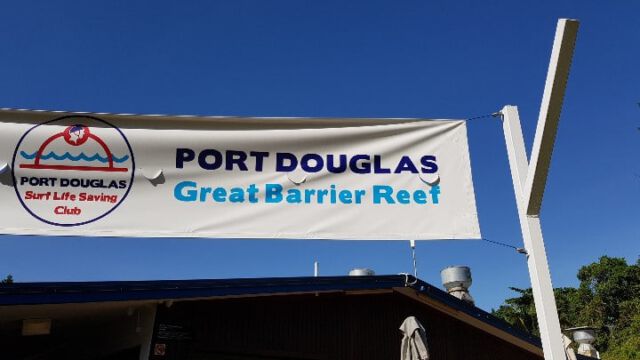 PORT DOUGLAS
Surf Life Saving
Club
PORT DOUGLAS
Great Barrier Reef